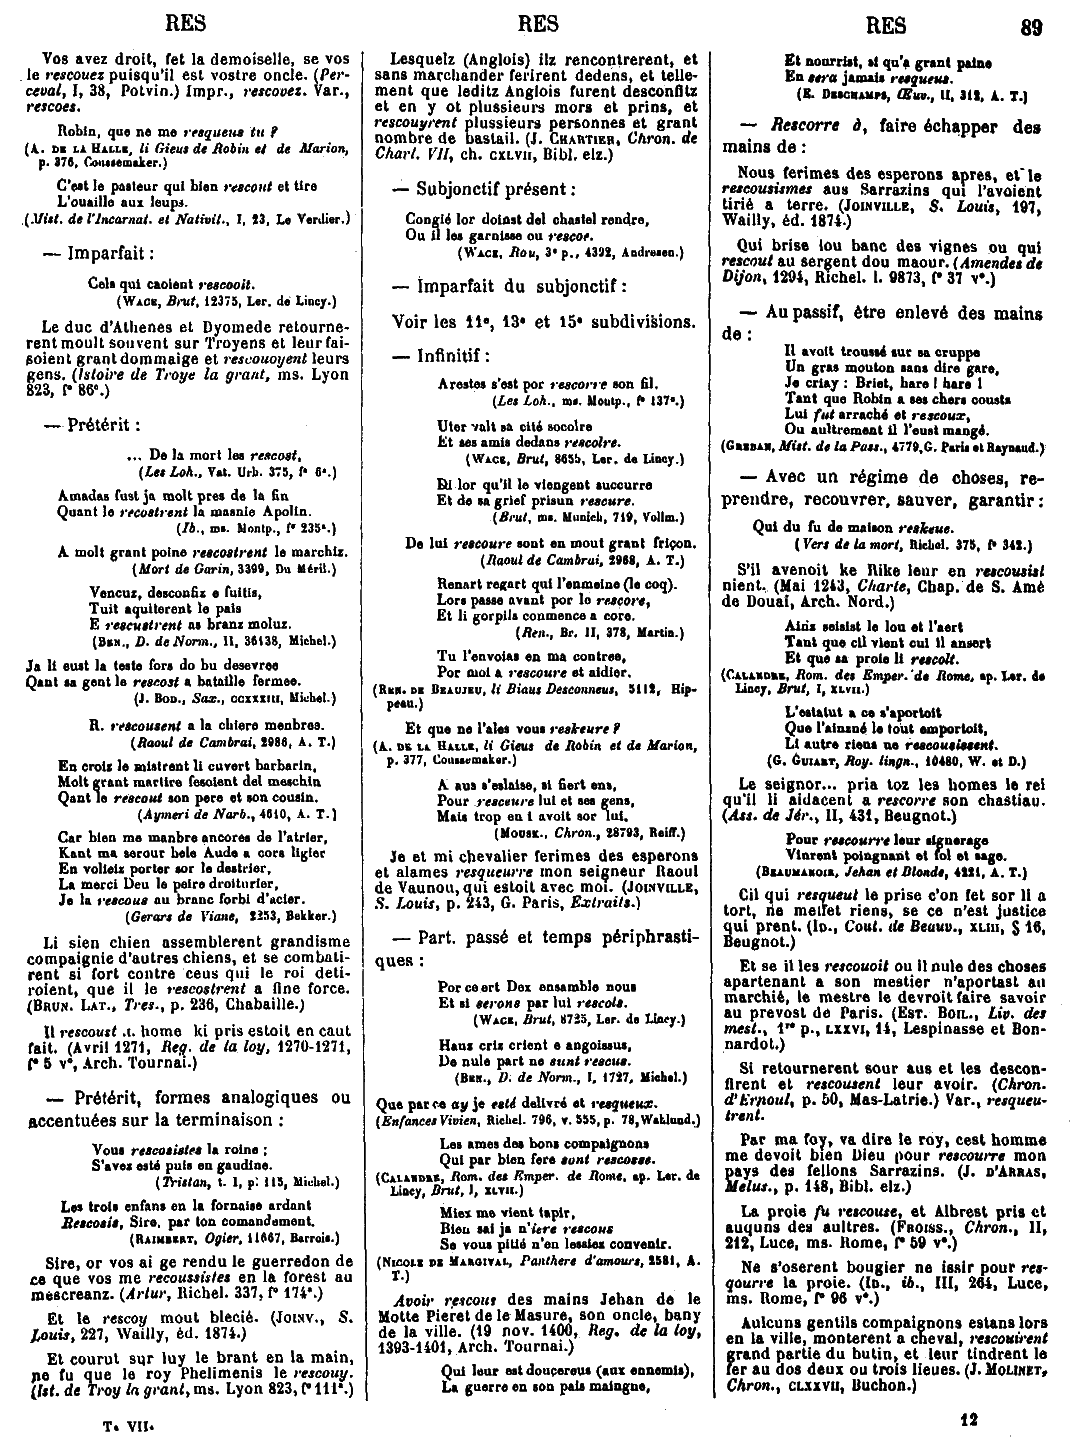 RES
RES
RES 89
Vos avez droit, fet la demoiselle, se vos
le rescouez puisqu'il est vostre oncle. (Per-
ceval, I, 38, Potvin.) Impr., rescovez. Var.,
rescoes.
Robin, que ne me resqueus tu ?
(A. DE LA HALLE, li Gieus de Robin et de Marion,
p. 376, Coussemaker.)
C'est le pasteur qui bien rescout et tire
L'ouaille aux leups.
(Mist. de l'Incarnat. et Nativit., I, 23, Le Verdier.)
— Imparfait :
Cels qui caoient rescooit.
(WACE, Brut, 12375, Ler. de Lincy.)
Le duc d'Athenes et Dyomede retourne-
rent moult souvent sur Troyens et leur fai-
soient grant dommaige et rescouoyent leurs
gens. (Istoire de Troye la grant, ms. Lyon
823, f° 86c.)
— Prétérit :
... De la mort les rescost,
(Les Loh., Vat. Urb. 375, f° 6c.)
Amadas fust ja molt pres de la fin
Quant le recostrent la masnie Apolin.
(Ib., ms. Montp., f° 235a.)
A molt grant poine rescostrent le marchiz.
(Mort de Garin, 3399, Du Méril.)
Vencuz, desconfiz e fuitis,
Tuit aquiterent le païs
E rescustrent as branz moluz.
(BEN., D. de Norm., II, 36138, Michel.)
Ja li eust la teste fors do bu desevree
Qant sa gent le rescost a bataille fermee.
(J. BOD., Sax., CCXXXIII, Michel.)
R. rescousent a la chiere menbree.
(Raoul de Cambrai, 2986, A. T.)
En croiz le mistrent li cuvert barbarin,
Molt grant martire fesoient del meschin
Qant le rescout son pere et son cousin.
(Aymeri de Narb., 4610, A. T.)
Car bien me manbre ancores de l'atrier,
Kant ma serour bele Aude a cors ligier
En volieiz porter sor le destrier,
La merci Deu le peire droiturier,
Je la rescous au branc forbi d'acier.
(Gerars de Viane, 2253, Bekker.)
Li sien chien assemblerent grandisme
compaignie d'autres chiens, et se combati-
rent si fort contre ceus qui le roi deti-
roient, que il le rescostrent a fine force.
(BRUN. LAT., Tres., p. 236, Chabaille.)
Il rescoust .I. home ki pris estoit en caut
fait. (Avril 1271, Reg. de la loy, 1270-1271,
f° 5 v°, Arch. Tournai.)
— Prétérit, formes analogiques ou
accentuées sur la terminaison :
Vous rescosistes la roine ;
S'avez esté puis en gaudine.
(Tristan, t. I, p. 115, Michel.)
Les trois enfans en la fornaise ardant
Rescosis, Sire, par ton comandement.
(RAIMBERT, Ogier, 11667, Barrois.)
Sire, or vos ai ge rendu le guerredon de
ce que vos me recoussistes en la forest au
mescreanz. (Artur, Richel. 337, f° 174a.)
Et le rescoy mout blecié. (JOINV., S.
Louis, 227, Wailly, éd. 1874.)
Et courut sur luy le brant en la main,
ne fu que le roy Phelimenis le rescouy.
(Ist. de Troy la grant, ms. Lyon 823, f° 111a.)
T. VII.
Lesquelz (Anglois) ilz rencontrerent, et
sans marchander ferirent dedens, et telle-
ment que leditz Anglois furent desconfitz
et en y ot plussieurs mors et prins, et
rescouyrent plussieurs personnes et grant
nombre de bastail. (J. CHARTIER, Chron. de
Charl. VII, ch. CXLVII, Bibl. elz.)
— Subjonctif présent :
Congié lor doinst del chastel rendre,
Ou il les garnisse ou rescoe.
(WACE, Rou, 3e p., 4392, Andresen.)
— Imparfait du subjonctif :
Voir les 11e, 13e et 15e subdivisions.
— Infinitif :
Arestes s'est por rescorre son fil.
(Les Loh., ms. Montp., f° 137a.)
Uter valt sa cité socolre
Et ses amis dedans rescolre.
(WACE, Brut, 8655, Ler. de Lincy.)
Et lor qu'il le viengent succurre
Et de sa grief prisun rescure.
(Brut, ms. Munich, 719, Vollm.)
De lui rescoure sont en mout grant friçon.
(Raoul de Cambrai, 2968, A. T.)
Renart regart qui l'enmeine (le coq).
Lors passe avant por le rescore,
Et li gorpils conmence a core.
(Ren., Br. II, 378, Martin.)
Tu l'envoias en ma contree,
Por moi a rescoure et aidier.
(REN. DE BEAUJEU, li Biaus Desconneus, 5112, Hip-
peau.)
Et que ne l'ales vous reskeure ?
(A. DE LA HALLE, li Gieus de Robin et de Marion,
p. 377, Coussemaker.)
A aus s'eslaise, si fiert ens,
Pour resceure lui et ses gens,
Mais trop en i avoit sor lui.
(MOUSK., Chron., 28793, Reiff.)
Je et mi chevalier ferimes des esperons
et alames resqueurre mon seigneur Raoul
de Vaunou, qui estoit avec moi. (JOINVILLE,
S. Louis, p. 243, G. Paris, Extraits.)
— Part. passé et temps périphrasti-
ques :
Por ce ert Dex ensamble nous
Et si serons par lui rescols.
(WACE, Brut, 8725, Ler. de Lincy.)
Hauz cris crient e angoissus,
De nule part ne sunt rescus.
(BEN., D. de Norm., I, 1727, Michel.)
Que par ce ay je esté delivré et resqueux.
(Enfances Vivien, Richel. 796, v. 555, p. 78, Wahlund.)
Les ames des bons compaignons
Qui par bien fere sunt rescosse.
(CALANDRE, Rom. des Emper. de Rome, ap. Ler. de
Lincy, Brut, I, XLVII.)
Miex me vient tapir,
Bien sai ja n'iere rescous
Se vous pitié n'en lessiez convenir.
(NICOLE DE MARGIVAL, Panthere d'amours, 2581, A.
T.)
Avoir rescous des mains Jehan de le
Motte Pieret de le Masure, son oncle, bany
de la ville. (19 nov. 1400, Reg. de la loy,
1393-1401, Arch. Tournai.)
Qui leur est doucereus (aux ennemis),
La guerre en son païs maingne,
Et nourrist, si qu'a grant paine
En sera jamais resqueus.
(E. DESCHAMPS, Œuv., II, 312, A. T.)
— Rescorre à, faire échapper des
mains de :
Nous ferimes des esperons apres, et le
rescousismes aus Sarrazins qui l'avoient
tirié a terre. (JOINVILLE, S. Louis, 197,
Wailly, éd. 1874.)
Qui brise lou banc des vignes ou qui
rescout au sergent dou maour. (Amendes de
Dijon, 1294, Richel. l. 9873, f° 37 v°.)
— Au passif, être enlevé des mains
de :
Il avoit troussé sur sa cruppe
Un gras mouton sans dire gare,
Je criay : Briet, hare ! hare !
Tant que Robin a ses chers cousts
Lui fut arraché et rescoux,
Ou aultrement il l'eust mangé.
(GREBAN, Mist. de la Pass., 4779, G. Paris et Raynaud.)
— Avec un régime de choses, re-
prendre, recouvrer, sauver, garantir :
Qui du fu de maison reskeue.
(Vers de la mort, Richel. 375, f° 342.)
S'il avenoit ke Rike leur en rescousist
nient. (Mai 1243, Charte, Chap. de S. Amé
de Douai, Arch. Nord.)
Ainz seisist le lou et l'aert
Tant que cil vient cui il ansert
Et que sa proie li rescolt.
(CALANDRE, Rom. des Emper. de Rome, ap. Ler. de
Lincy, Brut, I, XLVII.)
L'estatut a ce s'aportoit
Que l'ainzné le tout emportoit,
Li autre riens ne rescousissent.
(G. GUIART, Roy. lingn., 10480, W. et D.)
Le seignor... pria toz les homes le rei
qu'il li aidacent a rescorre son chastiau.
(Ass. de Jér., II, 431, Beugnot.)
Pour rescourre leur signerage
Vinrent poingnant et fol et sage.
(BEAUMANOIR, Jehan et Blonde, 4221, A. T.)
Cil qui resqueut le prise c'on fet sor li a
tort, ne meffet riens, se ce n'est justice
qui prent. (ID., Cout. de Beauv., XLIII, § 16,
Beugnot.)
Et se il les rescouoit ou il nule des choses
apartenant a son mestier n'aportast au
marchié, le mestre le devroit faire savoir
au prevost de Paris. (EST. BOIL., Liv. des
mest., 1re p., LXXVI, 14, Lespinasse et Bon-
nardot.)
Si retournerent sour aus et les descon-
firent et rescousent leur avoir. (Chron.
d'Ernoul, p. 50, Mas-Latrie.) Var., resqueu-
trent.
Par ma foy, va dire le roy, cest homme
me devoit bien Dieu pour rescourre mon
pays des fellons Sarrazins. (J. D'ARRAS,
Melus., p. 148, Bibl. elz.)
La proie fu rescouse, et Albrest pris et
auquns des aultres. (FROISS., Chron., II,
212, Luce, ms. Rome, f° 59 v°.)
Ne s'oserent bougier ne issir pour res-
qourre la proie. (ID., ib., III, 264, Luce,
ms. Rome, f° 96 v°.)
Aulcuns gentils compaignons estans lors
en la ville, monterent a cheval, rescouirent
grand partie du butin, et leur tindrent le
fer au dos deux ou trois lieues. (J. MOLINET,
Chron., CLXXVII, Buchon.)
12